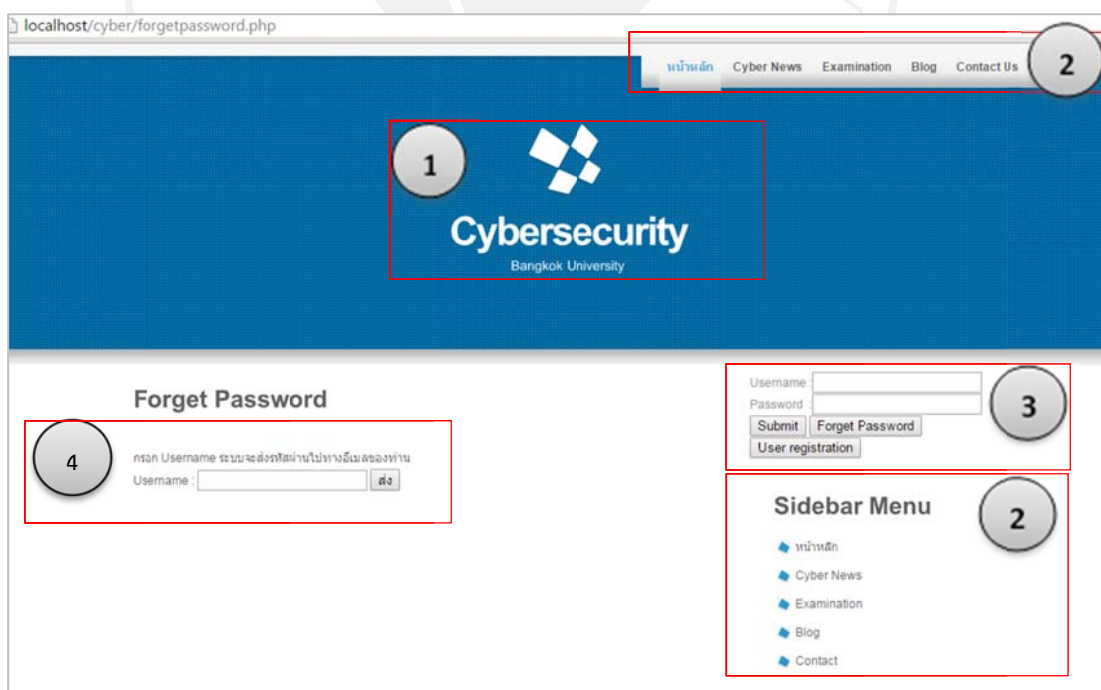 localhost/cyber/forgetpassword.php
หน้าหลัก Cyber News Examination Blog Contact Us
2
1
Cybersecurity
Bangkok University
Forget Password
4
กรอก Username ระบบจะส่งรหัสผ่านไปทางอีเมลของท่าน
Username : ส่ง
Username :
Password :
Submit Forget Password
User registration
3
Sidebar Menu
2
หน้าหลัก
Cyber News
Examination
Blog
Contact